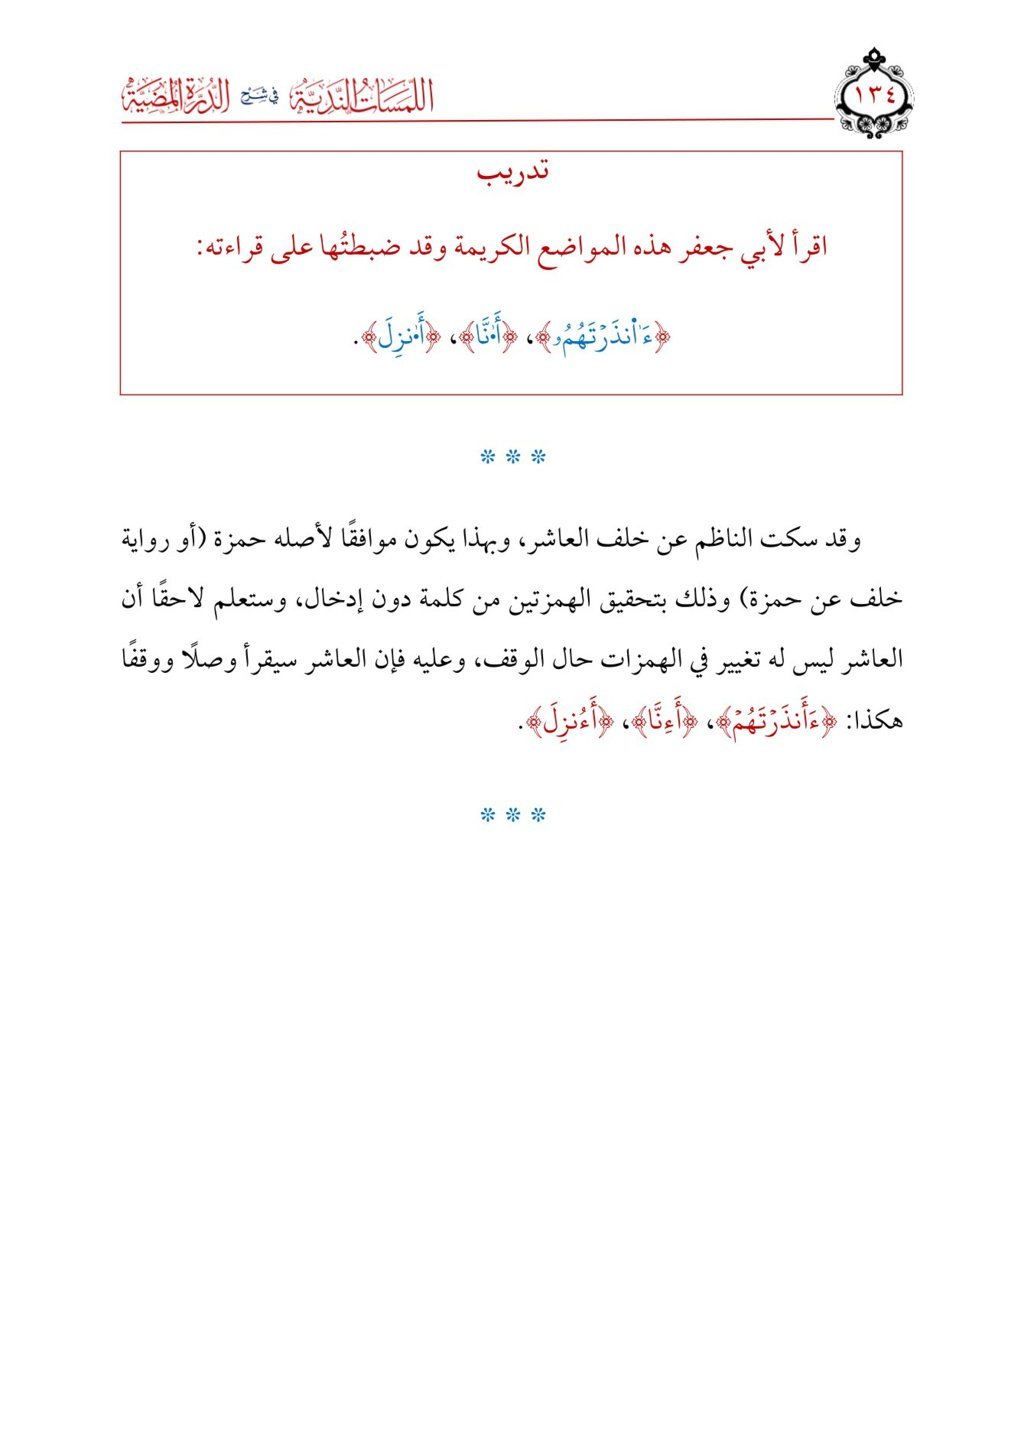 ١٣٤
اللمسات الندية في شرح الدرة المضية
تدريب
اقرأ لأبي جعفر هذه المواضع الكريمة وقد ضبطتُها على قراءته:
﴿ءَا۬نذَرۡتَهُمُۥ﴾، ﴿أَٰ۬نَّا﴾، ﴿أَٰ۬نزِلَ﴾.
* * *
وقد سكت الناظم عن خلف العاشر، وبهذا يكون موافقًا لأصله حمزة (أو رواية
خلف عن حمزة) وذلك بتحقيق الهمزتين من كلمة دون إدخال، وستعلم لاحقًا أن
العاشر ليس له تغيير في الهمزات حال الوقف، وعليه فإن العاشر سيقرأ وصلًا ووقفًا
هكذا: ﴿ءَأَنذَرۡتَهُمۡ﴾، ﴿أَءِنَّا﴾، ﴿أَءُنزِلَ﴾.
* * *